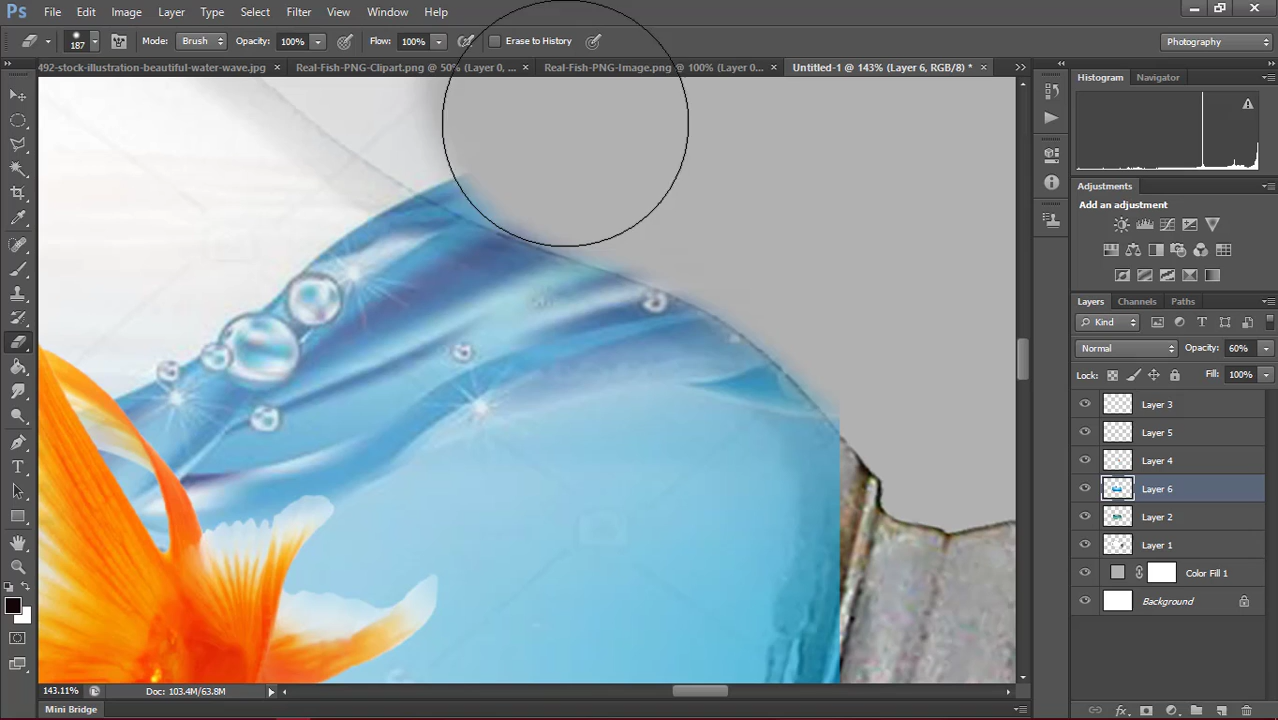 Ps File Edit Image Layer Type Select Filter View Window Help
187 Mode: Brush Opacity: 100% Flow: 100% Erase to History Photography
492-stock-illustration-beautiful-water-wave.jpg × Real-Fish-PNG-Clipart.png @ 50% (Layer 0, ... × Real-Fish-PNG-Image.png @ 100% (Layer 0... × Untitled-1 @ 143% (Layer 6, RGB/8) * ×
Histogram Navigator
Adjustments
Add an adjustment
Layers Channels Paths
Kind
Normal Opacity: 60%
Lock: Fill: 100%
Layer 3
Layer 5
Layer 4
Layer 6
Layer 2
Layer 1
Color Fill 1
Background
143.11% Doc: 103.4M/63.8M
Mini Bridge
fx